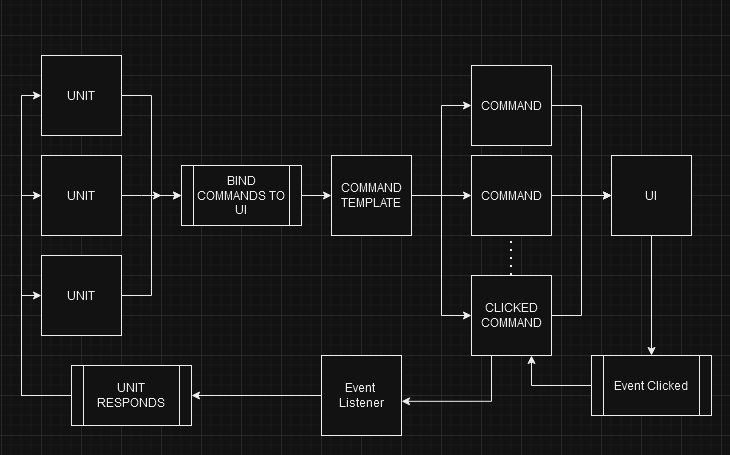 UNIT
UNIT
UNIT
BIND
COMMANDS TO
UI
COMMAND
TEMPLATE
COMMAND
COMMAND
CLICKED
COMMAND
UI
Event Clicked
Event
Listener
UNIT
RESPONDS